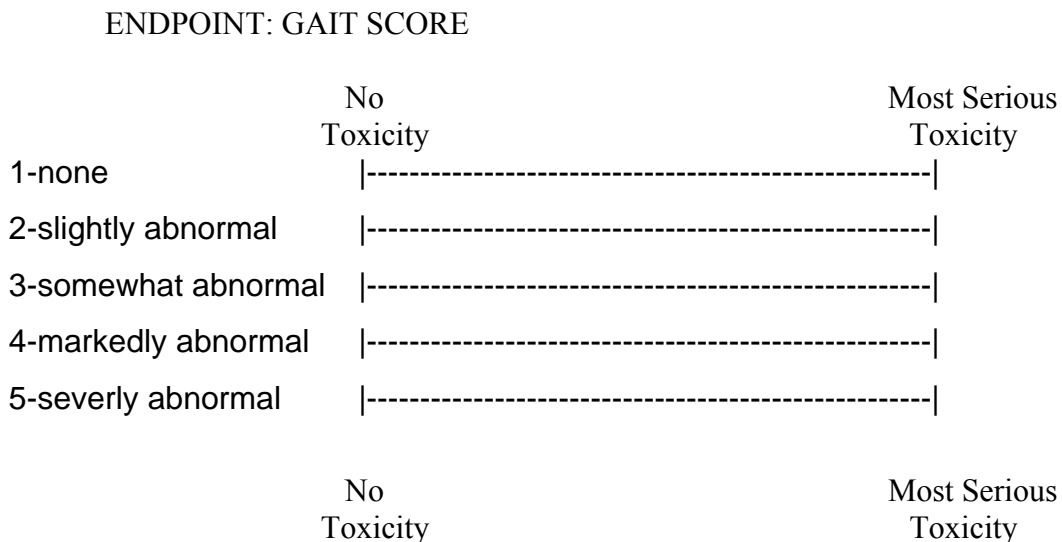 ENDPOINT: GAIT SCORE
No Most Serious
Toxicity Toxicity
1-none |-----------------------------------------------------|
2-slightly abnormal |-----------------------------------------------------|
3-somewhat abnormal |-----------------------------------------------------|
4-markedly abnormal |-----------------------------------------------------|
5-severly abnormal |-----------------------------------------------------|
No Most Serious
Toxicity Toxicity